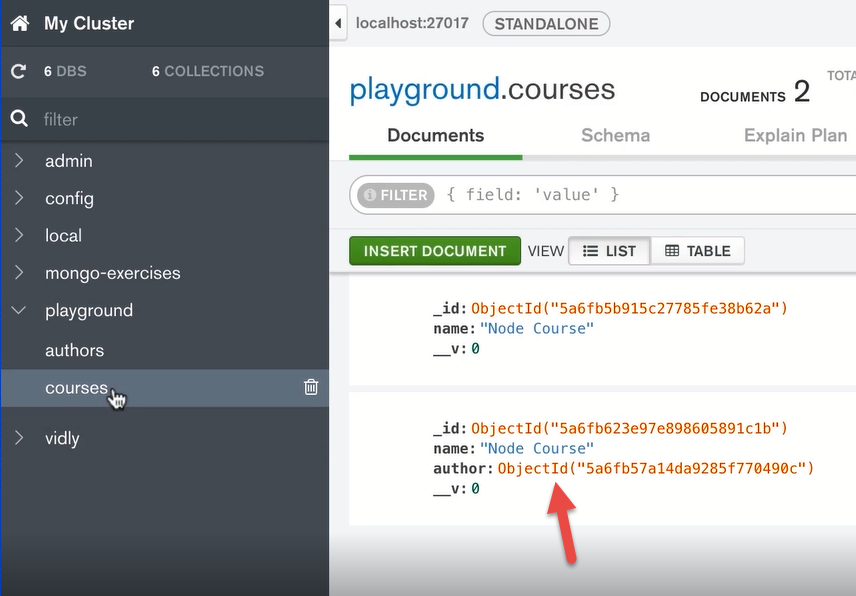 My Cluster
6 DBS 6 COLLECTIONS
filter
admin
config
local
mongo-exercises
playground
authors
courses
vidly
localhost:27017 STANDALONE
playground.courses
DOCUMENTS 2
Documents Schema Explain Plan
FILTER { field: 'value' }
INSERT DOCUMENT VIEW LIST TABLE
_id: ObjectId("5a6fb5b915c27785fe38b62a")
name: "Node Course"
__v: 0
_id: ObjectId("5a6fb623e97e898605891c1b")
name: "Node Course"
author: ObjectId("5a6fb57a14da9285f770490c")
__v: 0